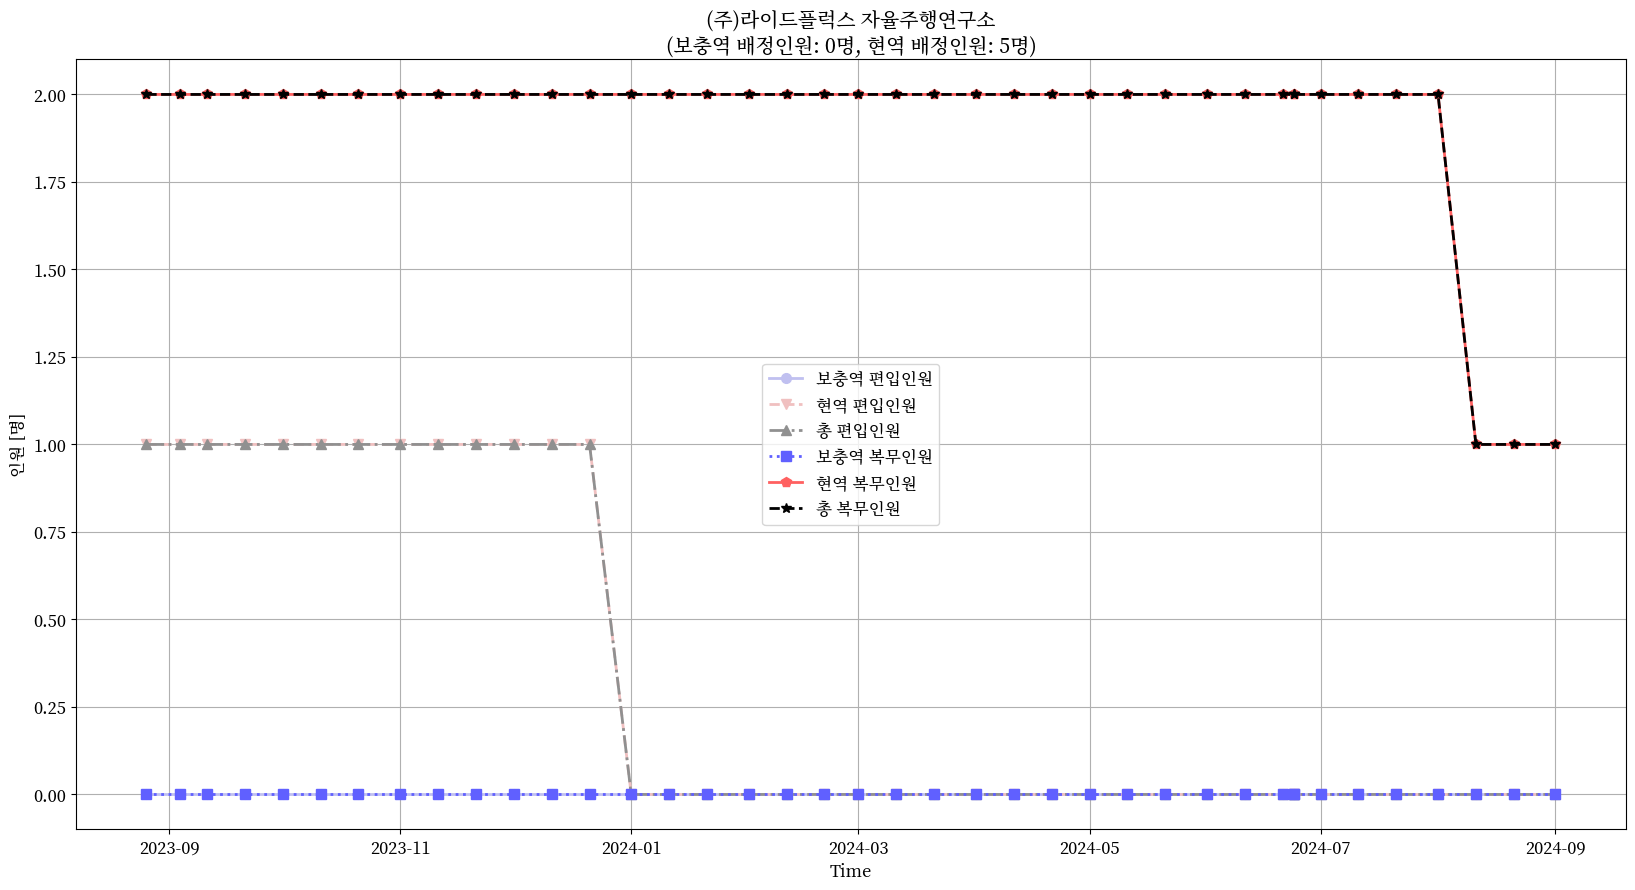 (주)라이드플럭스 자율주행연구소
(보충역 배정인원: 0명, 현역 배정인원: 5명)
인원 [명]
2.00
1.75
1.50
1.25
1.00
0.75
0.50
0.25
0.00
보충역 편입인원
현역 편입인원
총 편입인원
보충역 복무인원
현역 복무인원
총 복무인원
2023-09
2023-11
2024-01
2024-03
2024-05
2024-07
2024-09
Time